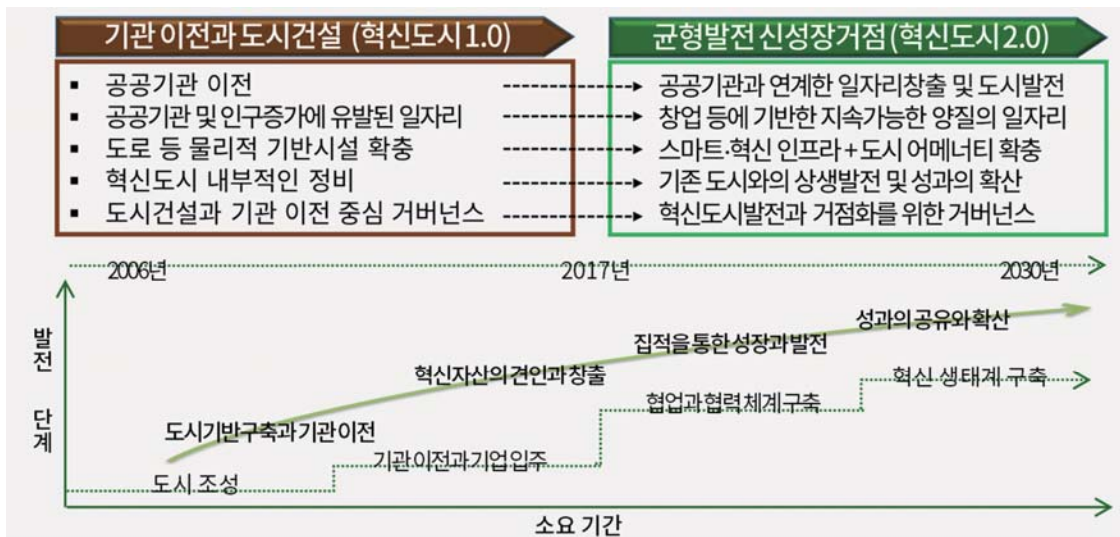 기관 이전과 도시건설 (혁신도시1.0)
균형발전 신성장거점(혁신도시2.0)
▪ 공공기관 이전
▪ 공공기관 및 인구증가에 유발된 일자리
▪ 도로 등 물리적 기반시설 확충
▪ 혁신도시 내부적인 정비
▪ 도시건설과 기관 이전 중심 거버넌스
공공기관과 연계한 일자리창출 및 도시발전
창업 등에 기반한 지속가능한 양질의 일자리
스마트·혁신 인프라 + 도시 어메너티 확충
기존 도시와의 상생발전 및 성과의 확산
혁신도시발전과 거점화를 위한 거버넌스
2006년
2017년
2030년
발전 단계
성과의 공유와 확산
집적을 통한 성장과 발전
혁신자산의 견인과 창출
도시기반구축과 기관 이전
혁신 생태계 구축
협업과 협력 체계 구축
기관 이전과 기업 입주
도시 조성
소요 기간